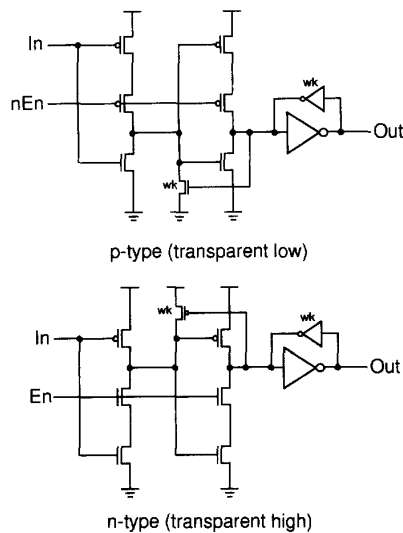 In
nEn
wk
wk
Out
p-type (transparent low)
wk
In
En
wk
Out
n-type (transparent high)